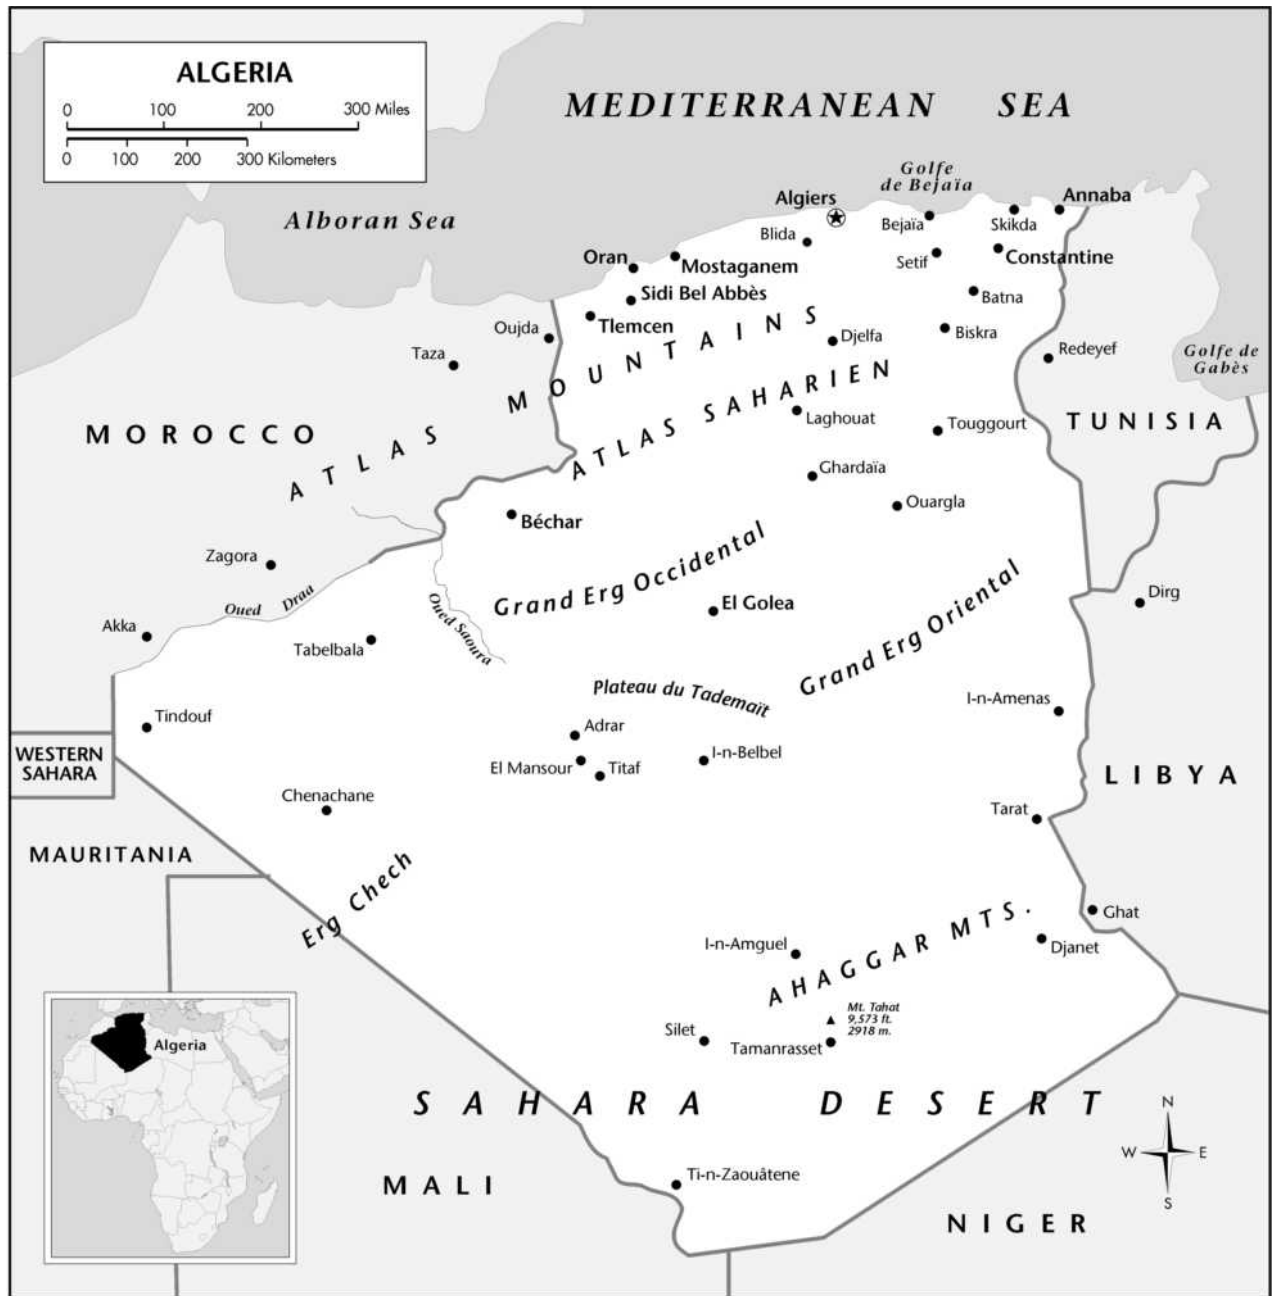 ALGERIA
0 100 200 300 Miles
0 100 200 300 Kilometers
MEDITERRANEAN SEA
Alboran Sea
Golfe
de Bejaïa
Algiers
Annaba
Blida
Bejaïa
Skikda
Oran
Mostaganem
Setif
Constantine
Sidi Bel Abbès
Batna
Tlemcen
Oujda
Djelfa
Biskra
Redeyef
Golfe de
Gabès
Taza
ATLAS MOUNTAINS
ATLAS SAHARIEN
MOROCCO
Laghouat
Touggourt
TUNISIA
Ghardaïa
Ouargla
Béchar
Zagora
Grand Erg Occidental
Oued Draa
Oued Saoura
El Golea
Grand Erg Oriental
Dirg
Akka
Tabelbala
Plateau du Tademaït
I-n-Amenas
Tindouf
Adrar
WESTERN
SAHARA
El Mansour
Titaf
I-n-Belbel
LIBYA
Chenachane
Tarat
MAURITANIA
Erg Chech
Ghat
I-n-Amguel
AHAGGAR MTS.
Djanet
Mt. Tahat
9,573 ft.
2918 m.
Silet
Tamanrasset
Algeria
SAHARA DESERT
N
W E
S
MALI
Ti-n-Zaouâtene
NIGER